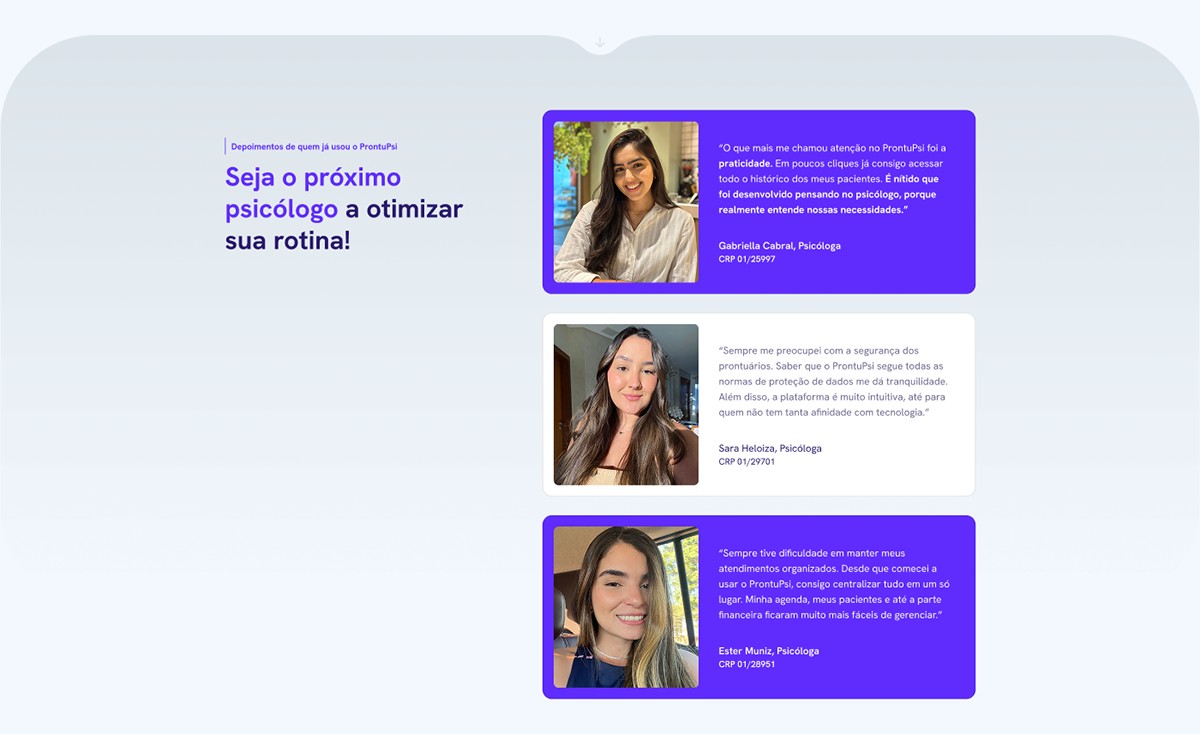 Depoimentos de quem já usou o ProntuPsi
Seja o próximo
psicólogo a otimizar
sua rotina!
“O que mais me chamou atenção no ProntuPsi foi a
praticidade. Em poucos cliques já consigo acessar
todo o histórico dos meus pacientes. É nítido que
foi desenvolvido pensando no psicólogo, porque
realmente entende nossas necessidades.”
Gabriella Cabral, Psicóloga
CRP 01/25997
“Sempre me preocupei com a segurança dos
prontuários. Saber que o ProntuPsi segue todas as
normas de proteção de dados me dá tranquilidade.
Além disso, a plataforma é muito intuitiva, até para
quem não tem tanta afinidade com tecnologia.”
Sara Heloiza, Psicóloga
CRP 01/29701
“Sempre tive dificuldade em manter meus
atendimentos organizados. Desde que comecei a
usar o ProntuPsi, consigo centralizar tudo em um só
lugar. Minha agenda, meus pacientes e até a parte
financeira ficaram muito mais fáceis de gerenciar.”
Ester Muniz, Psicóloga
CRP 01/28951